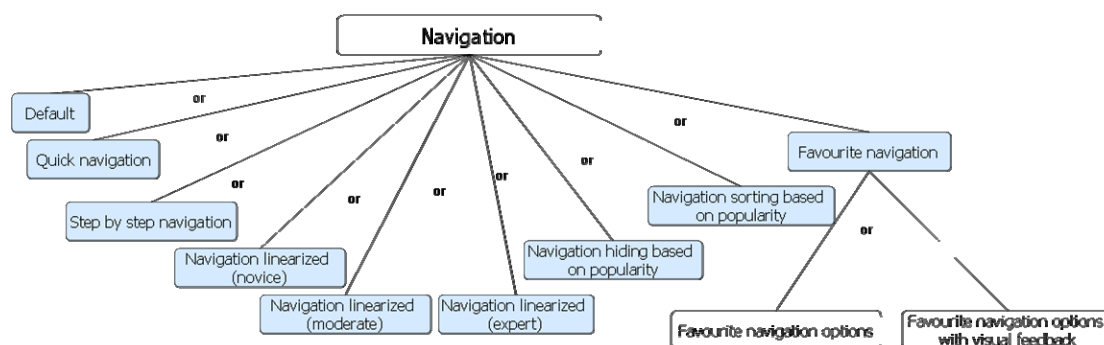 Navigation
or
Default
or
Quick navigation
or
or
or
Favourite navigation
or
or
or
or
Step by step navigation
Navigation sorting based
on popularity
or
Navigation linearized
(novice)
Navigation hiding based
on popularity
Navigation linearized
(moderate)
Navigation linearized
(expert)
Favourite navigation options
Favourite navigation options
with visual feedback